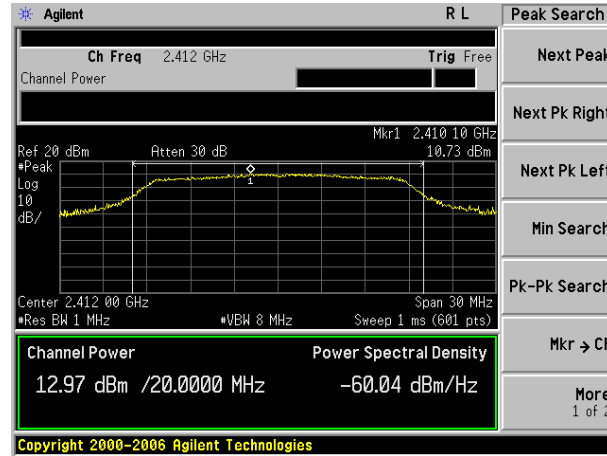 Agilent R L Peak Search
Ch Freq 2.412 GHz Trig Free
Channel Power
Next Peak
Next Pk Right
Mkr1 2.410 10 GHz
Ref 20 dBm Atten 30 dB 10.73 dBm
#Peak
Log
10
dB/
1
Next Pk Left
Min Search
Center 2.412 00 GHz Span 30 MHz
#Res BW 1 MHz #VBW 8 MHz Sweep 1 ms (601 pts)
Pk-Pk Search
Channel Power Power Spectral Density
12.97 dBm /20.0000 MHz -60.04 dBm/Hz
Mkr → CF
More
1 of 2
Copyright 2000-2006 Agilent Technologies